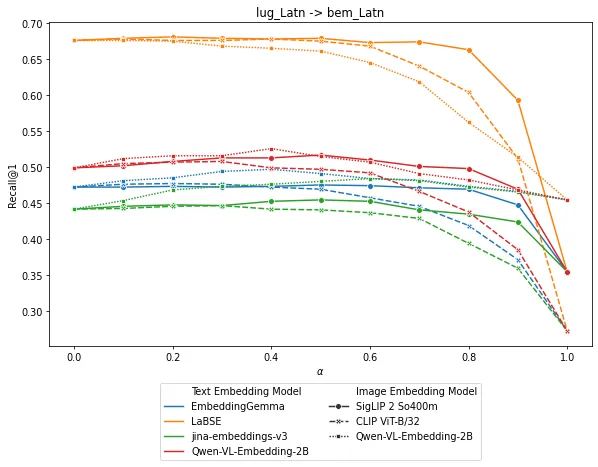 lug_Latn -> bem_Latn
0.70
0.65
0.60
0.55
0.50
0.45
0.40
0.35
0.30
Recall@1
0.0 0.2 0.4 0.6 0.8 1.0
α
Text Embedding Model Image Embedding Model
EmbeddingGemma SigLIP 2 So400m
LaBSE CLIP ViT-B/32
jina-embeddings-v3 Qwen-VL-Embedding-2B
Qwen-VL-Embedding-2B